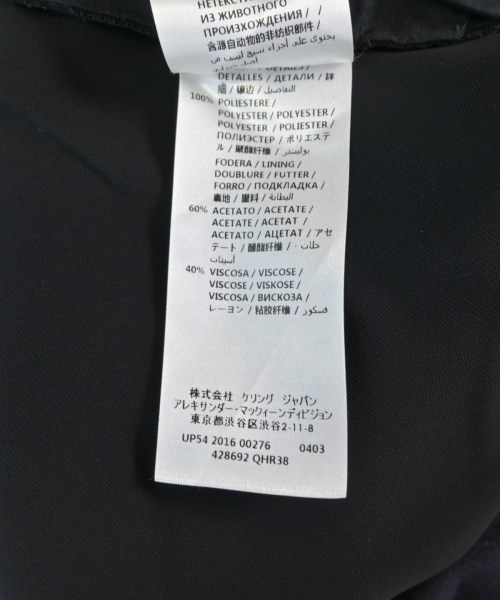 ИЗ ЖИВОТНОГО
ПРОИСХОЖДЕНИЯ / /
含源自动物的非纺织部件 /
DETALLES / ДЕТАЛИ / 詳
細 / 镶边 / التفاصيل
100% POLIESTERE /
POLYESTER / POLYESTER /
POLYESTER / POLIESTER /
ПОЛИЭСТЕР / ポリエステ
ル / 聚酯纤维 / بوليستر
FODERA / LINING /
DOUBLURE / FUTTER /
FORRO / ПОДКЛАДКА /
裏地 / 里料 / البطانة
60% ACETATO / ACETATE /
ACETATE / ACETAT /
ACETATO / АЦЕТАТ / アセ
テート / 醋酯纤维 /
أسيتات
40% VISCOSA / VISCOSE /
VISCOSE / VISKOSE /
VISCOSA / ВИСКОЗА /
レーヨン / 粘胶纤维 / فسكوز
株式会社 ケリング ジャパン
アレキサンダー・マックィーンディビジョン
東京都渋谷区渋谷2-11-8
UP54 2016 00276 0403
428692 QHR38